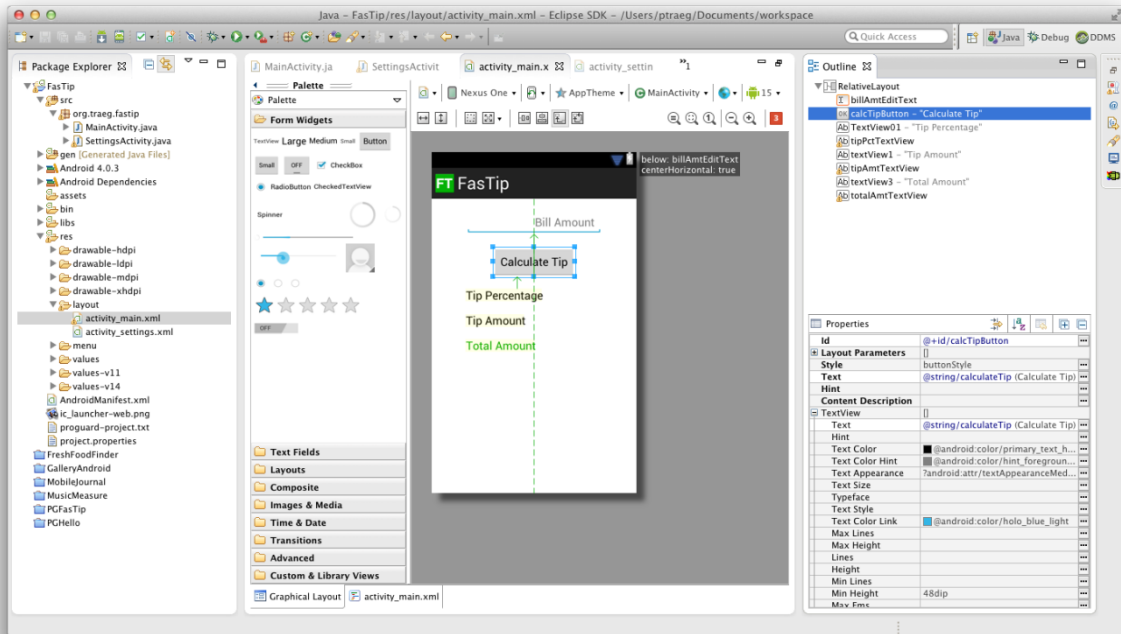 Java – FasTip/res/layout/activity_main.xml – Eclipse SDK – /Users/ptraeg/Documents/workspace
Quick Access
Java
Debug
DDMS
Package Explorer
FasTip
src
org.traeg.fastip
MainActivity.java
SettingsActivity.java
gen [Generated Java Files]
Android 4.0.3
Android Dependencies
assets
bin
libs
res
drawable-hdpi
drawable-ldpi
drawable-mdpi
drawable-xhdpi
layout
activity_main.xml
activity_settings.xml
menu
values
values-v11
values-v14
AndroidManifest.xml
ic_launcher-web.png
proguard-project.txt
project.properties
FreshFoodFinder
GalleryAndroid
MobileJournal
MusicMeasure
PGFasTip
PGHello
MainActivity.ja
SettingsActivit
activity_main.x
activity_settin
"1
Palette
Palette
Form Widgets
TextView Large Medium Small Button
Small OFF CheckBox
RadioButton CheckedTextView
Spinner
OFF
Text Fields
Layouts
Composite
Images & Media
Time & Date
Transitions
Advanced
Custom & Library Views
Graphical Layout
activity_main.xml
Nexus One
AppTheme
MainActivity
15
3
below: billAmtEditText
centerHorizontal: true
FT FasTip
Bill Amount
Calculate Tip
Tip Percentage
Tip Amount
Total Amount
Outline
RelativeLayout
billAmtEditText
calcTipButton – "Calculate Tip"
TextView01 – "Tip Percentage"
tipPctTextView
textView1 – "Tip Amount"
tipAmtTextView
textView3 – "Total Amount"
totalAmtTextView
Properties
Id @+id/calcTipButton
Layout Parameters []
Style buttonStyle
Text @string/calculateTip (Calculate Tip)
Hint
Content Description
TextView []
Text @string/calculateTip (Calculate Tip)
Hint
Text Color @android:color/primary_text_h...
Text Color Hint @android:color/hint_foregroun...
Text Appearance ?android:attr/textAppearanceMed...
Text Size
Typeface
Text Style
Text Color Link @android:color/holo_blue_light
Max Lines
Max Height
Lines
Height
Min Lines
Min Height 48dip
Max Ems